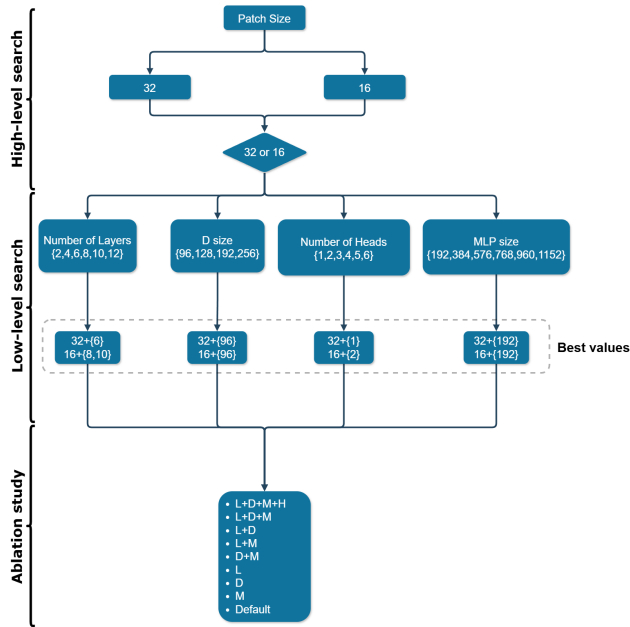 High-level search
Patch Size
32
16
32 or 16
Low-level search
Number of Layers
{2,4,6,8,10,12}
D size
{96,128,192,256}
Number of Heads
{1,2,3,4,5,6}
MLP size
{192,384,576,768,960,1152}
32+{6}
16+{8,10}
32+{96}
16+{96}
32+{1}
16+{2}
32+{192}
16+{192}
Best values
Ablation study
• L+D+M+H
• L+D+M
• L+D
• L+M
• D+M
• L
• D
• M
• Default